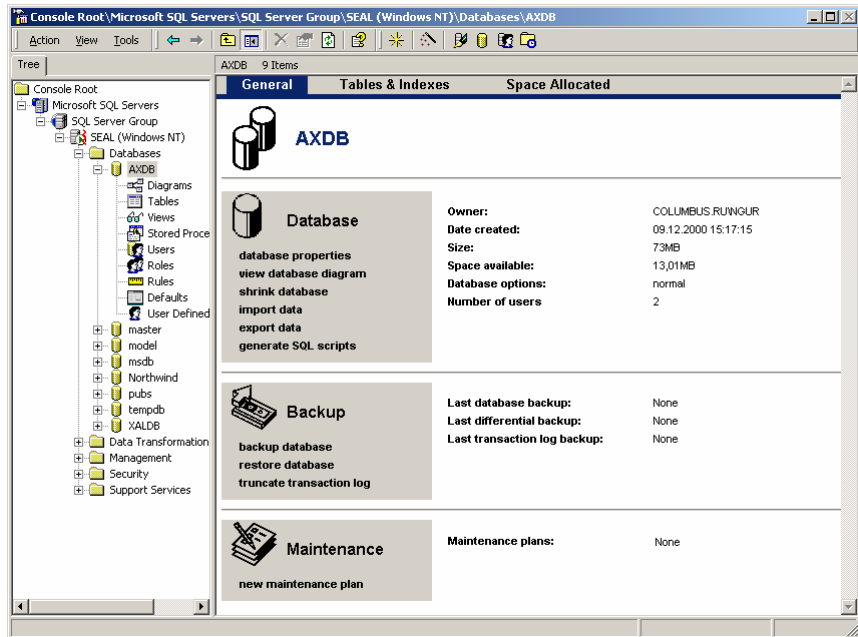 Console Root\Microsoft SQL Servers\SQL Server Group\SEAL (Windows NT)\Databases\AXDB
Action View Tools
Tree
AXDB 9 Items
Console Root
Microsoft SQL Servers
SQL Server Group
SEAL (Windows NT)
Databases
AXDB
Diagrams
Tables
Views
Stored Proce
Users
Roles
Rules
Defaults
User Defined
master
model
msdb
Northwind
pubs
tempdb
XALDB
Data Transformation
Management
Security
Support Services
General Tables & Indexes Space Allocated
AXDB
Database
database properties
view database diagram
shrink database
import data
export data
generate SQL scripts
Owner: COLUMBUS.RU\NGUR
Date created: 09.12.2000 15:17:15
Size: 73MB
Space available: 13,01MB
Database options: normal
Number of users 2
Backup
backup database
restore database
truncate transaction log
Last database backup: None
Last differential backup: None
Last transaction log backup: None
Maintenance
new maintenance plan
Maintenance plans: None